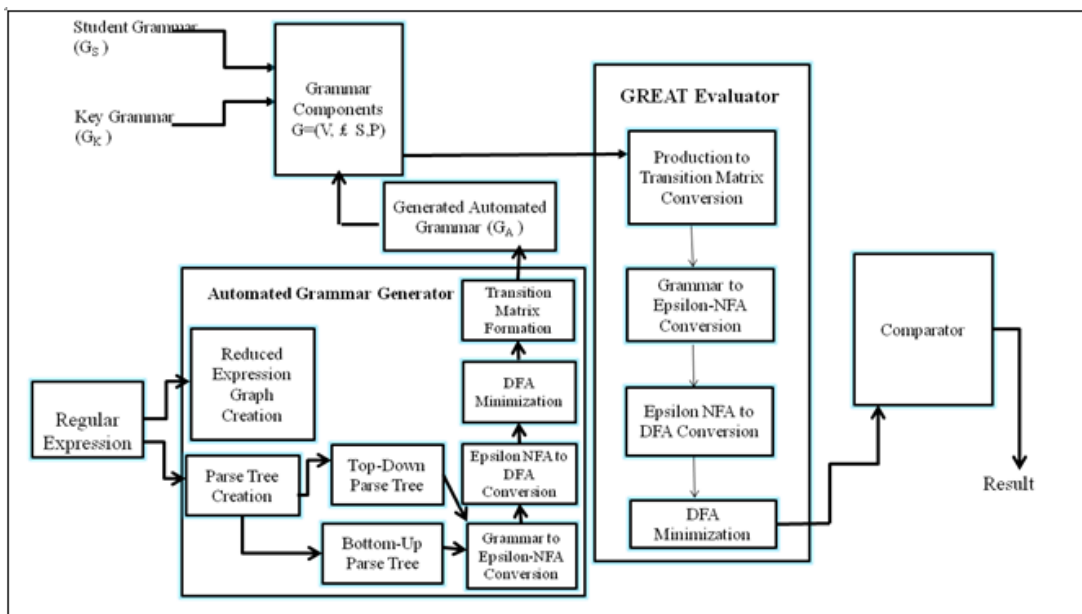 Student Grammar
(G_S )
Key Grammar
(G_K )
Grammar
Components
G=(V, £ S,P)
GREAT Evaluator
Production to
Transition Matrix
Conversion
Generated Automated
Grammar (G_A )
Automated Grammar Generator
Transition
Matrix
Formation
Grammar to
Epsilon-NFA
Conversion
Comparator
Reduced
Expression
Graph
Creation
DFA
Minimization
Regular
Expression
Epsilon NFA to
DFA Conversion
Parse Tree
Creation
Top-Down
Parse Tree
Epsilon NFA to
DFA
Conversion
Result
DFA
Minimization
Bottom-Up
Parse Tree
Grammar to
Epsilon-NFA
Conversion